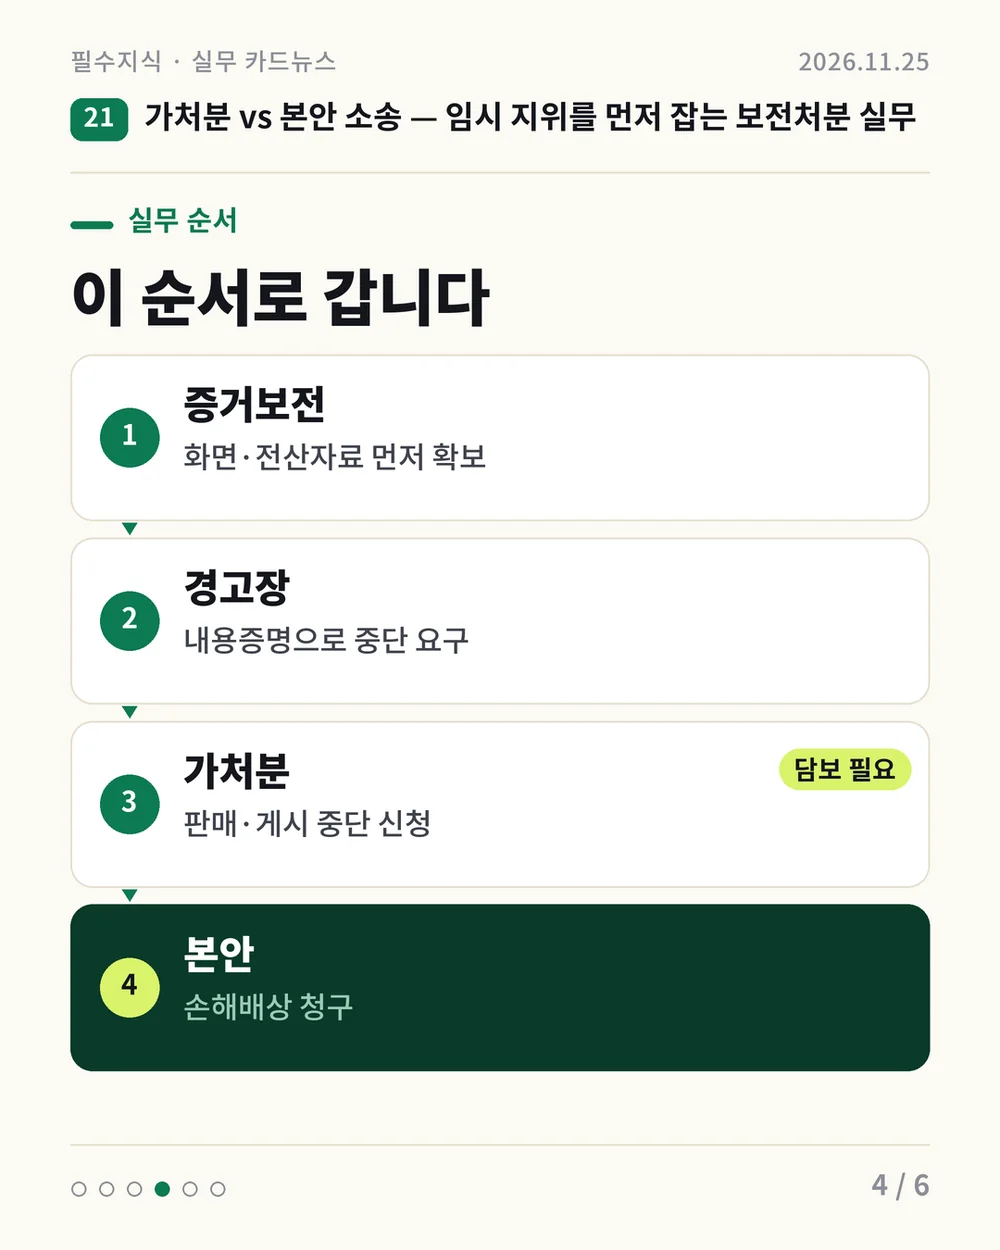 필수지식 · 실무 카드뉴스
2026.11.25
21 가처분 vs 본안 소송 — 임시 지위를 먼저 잡는 보전처분 실무
실무 순서
이 순서로 갑니다
1
증거보전
화면·전산자료 먼저 확보
2
경고장
내용증명으로 중단 요구
3
가처분
담보 필요
판매·게시 중단 신청
4
본안
손해배상 청구
4 / 6